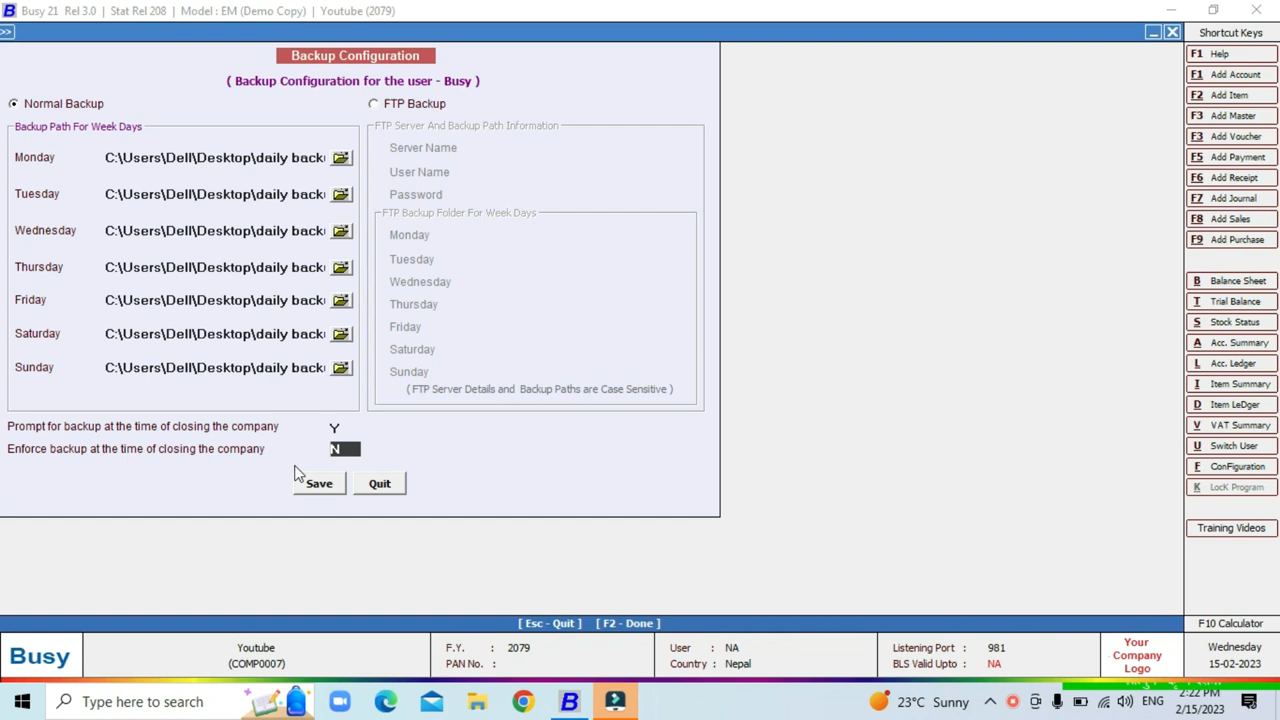 Busy 21 Rel 3.0 | Stat Rel 208 | Model : EM (Demo Copy) | Youtube (2079)
>>
Backup Configuration
( Backup Configuration for the user - Busy )
Normal Backup
FTP Backup
Backup Path For Week Days
Monday C:\Users\Dell\Desktop\daily back
Tuesday C:\Users\Dell\Desktop\daily back
Wednesday C:\Users\Dell\Desktop\daily back
Thursday C:\Users\Dell\Desktop\daily back
Friday C:\Users\Dell\Desktop\daily back
Saturday C:\Users\Dell\Desktop\daily back
Sunday C:\Users\Dell\Desktop\daily back
FTP Server And Backup Path Information
Server Name
User Name
Password
FTP Backup Folder For Week Days
Monday
Tuesday
Wednesday
Thursday
Friday
Saturday
Sunday
( FTP Server Details and Backup Paths are Case Sensitive )
Prompt for backup at the time of closing the company Y
Enforce backup at the time of closing the company N
Save Quit
Shortcut Keys
F1 Help
F1 Add Account
F2 Add Item
F3 Add Master
F3 Add Voucher
F5 Add Payment
F6 Add Receipt
F7 Add Journal
F8 Add Sales
F9 Add Purchase
B Balance Sheet
T Trial Balance
S Stock Status
A Acc. Summary
L Acc. Ledger
I Item Summary
D Item LeDger
V VAT Summary
U Switch User
F ConFiguration
K LocK Program
Training Videos
[ Esc - Quit ] [ F2 - Done ]
F10 Calculator
Busy
Youtube
(COMP0007)
F.Y. : 2079
PAN No. :
User : NA
Country : Nepal
Listening Port : 981
BLS Valid Upto : NA
Your
Company
Logo
Wednesday
15-02-2023
Type here to search
23°C Sunny
ENG
2:22 PM
2/15/2023